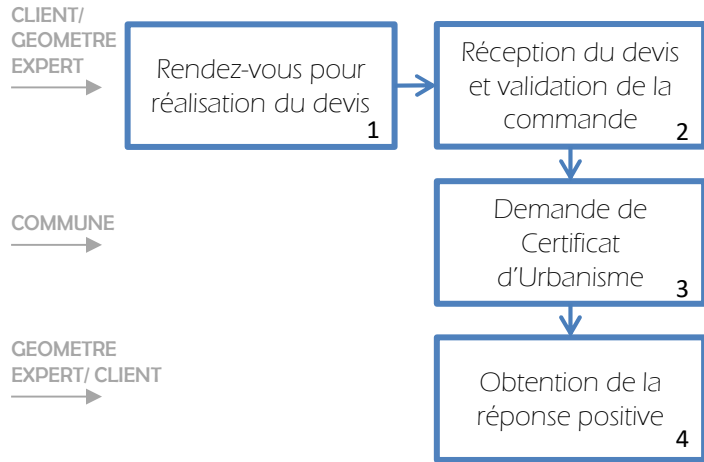 CLIENT/
GEOMETRE
EXPERT
Rendez-vous pour
réalisation du devis
1
Réception du devis
et validation de la
commande
2
COMMUNE
Demande de
Certificat
d'Urbanisme
3
GEOMETRE
EXPERT/ CLIENT
Obtention de la
réponse positive
4